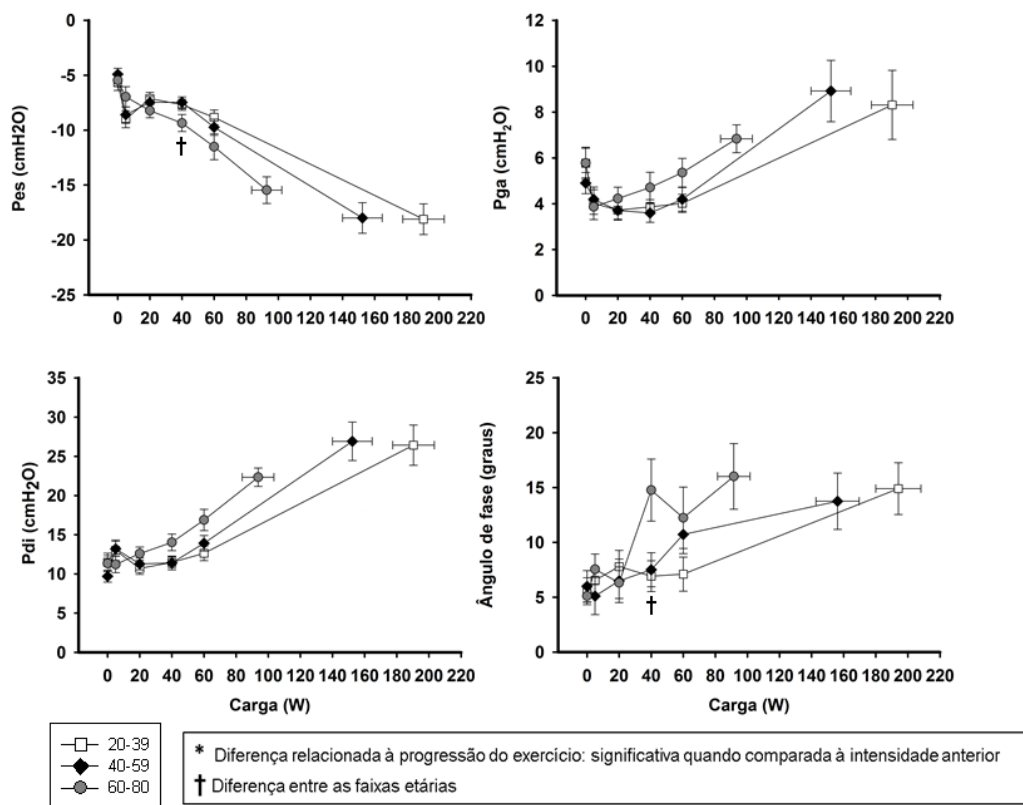 0
-5
-10
-15
-20
-25
Pes (cmH2O)
†
0 20 40 60 80 100 120 140 160 180 200 220
12
10
8
6
4
2
0
Pga (cmH₂O)
0 20 40 60 80 100 120 140 160 180 200 220
35
30
25
20
15
10
5
0
Pdi (cmH2O)
0 20 40 60 80 100 120 140 160 180 200 220
Carga (W)
25
20
15
10
5
0
Ângulo de fase (graus)
†
0 20 40 60 80 100 120 140 160 180 200 220
Carga (W)
20-39
40-59
60-80
* Diferença relacionada à progressão do exercício: significativa quando comparada à intensidade anterior
† Diferença entre as faixas etárias